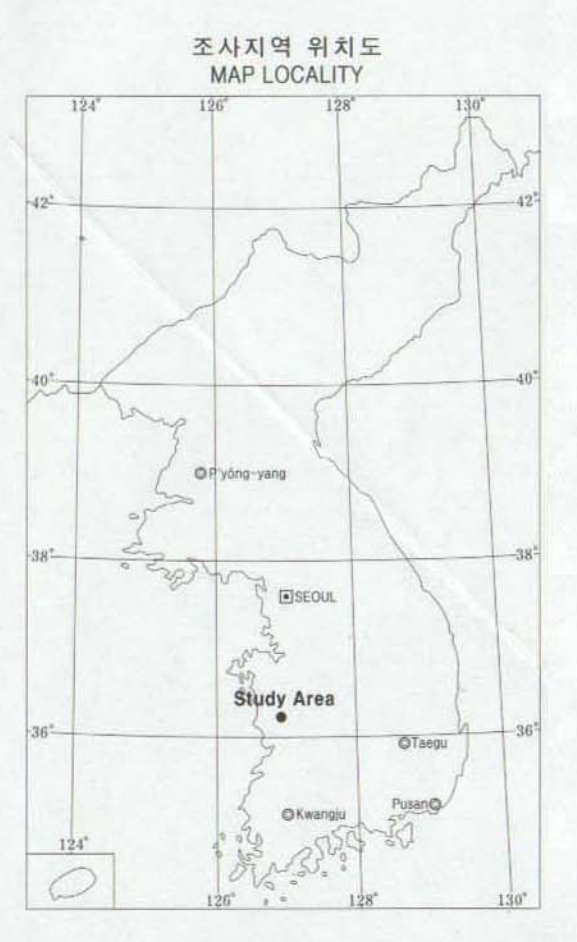 조사지역 위치도
MAP LOCALITY
124° 126° 128° 130°
42° 42°
40° 40°
P'yŏng-yang
38° 38°
SEOUL
Study Area
36° 36°
Taegu
Pusan
Kwangju
124°
126° 128° 130°